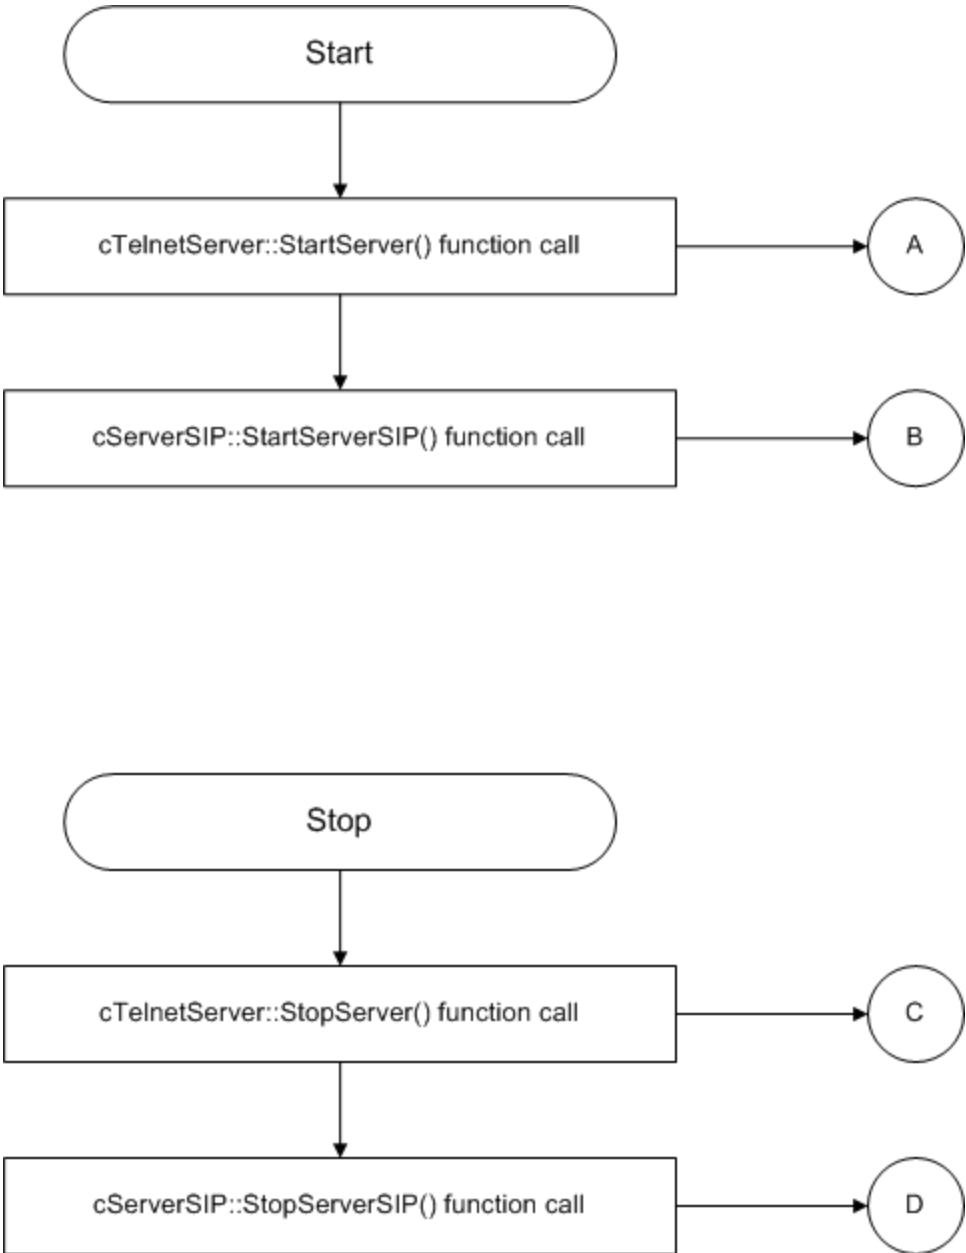 Start
cTelnetServer::StartServer() function call
A
cServerSIP::StartServerSIP() function call
B
Stop
cTelnetServer::StopServer() function call
C
cServerSIP::StopServerSIP() function call
D